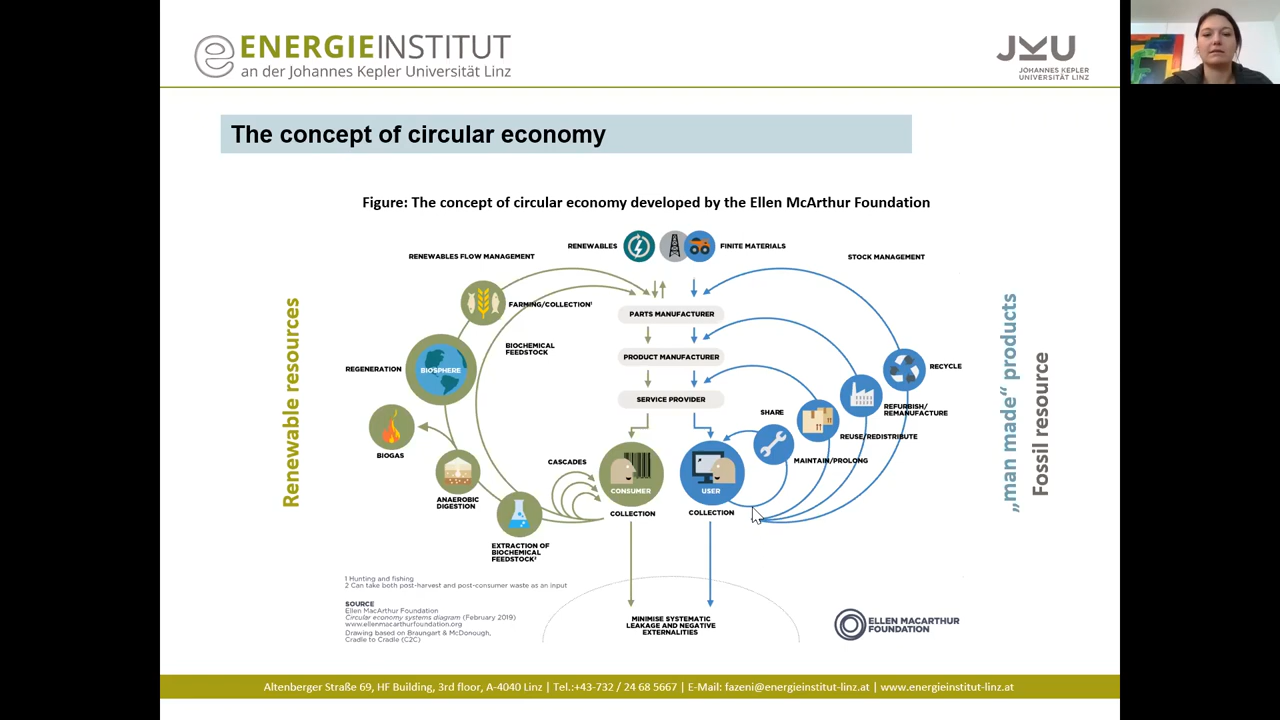 ENERGIEINSTITUT
an der Johannes Kepler Universität Linz
JKU
JOHANNES KEPLER
UNIVERSITÄT LINZ
The concept of circular economy
Figure: The concept of circular economy developed by the Ellen McArthur Foundation
RENEWABLES
FINITE MATERIALS
RENEWABLES FLOW MANAGEMENT
STOCK MANAGEMENT
Renewable resources
FARMING/COLLECTION¹
PARTS MANUFACTURER
BIOCHEMICAL
FEEDSTOCK
PRODUCT MANUFACTURER
REGENERATION
BIOSPHERE
RECYCLE
SERVICE PROVIDER
SHARE
REFURBISH/
REMANUFACTURE
REUSE/REDISTRIBUTE
BIOGAS
CASCADES
MAINTAIN/PROLONG
CONSUMER
USER
ANAEROBIC
DIGESTION
COLLECTION
COLLECTION
EXTRACTION OF
BIOCHEMICAL
FEEDSTOCK²
„man made“ products
Fossil resource
1 Hunting and fishing
2 Can take both post-harvest and post-consumer waste as an input
SOURCE
Ellen MacArthur Foundation
Circular economy systems diagram (February 2019)
www.ellenmacarthurfoundation.org
Drawing based on Braungart & McDonough,
Cradle to Cradle (C2C)
MINIMISE SYSTEMATIC
LEAKAGE AND NEGATIVE
EXTERNALITIES
ELLEN MACARTHUR
FOUNDATION
Altenberger Straße 69, HF Building, 3rd floor, A-4040 Linz | Tel.:+43-732 / 24 68 5667 | E-Mail: fazeni@energieinstitut-linz.at | www.energieinstitut-linz.at